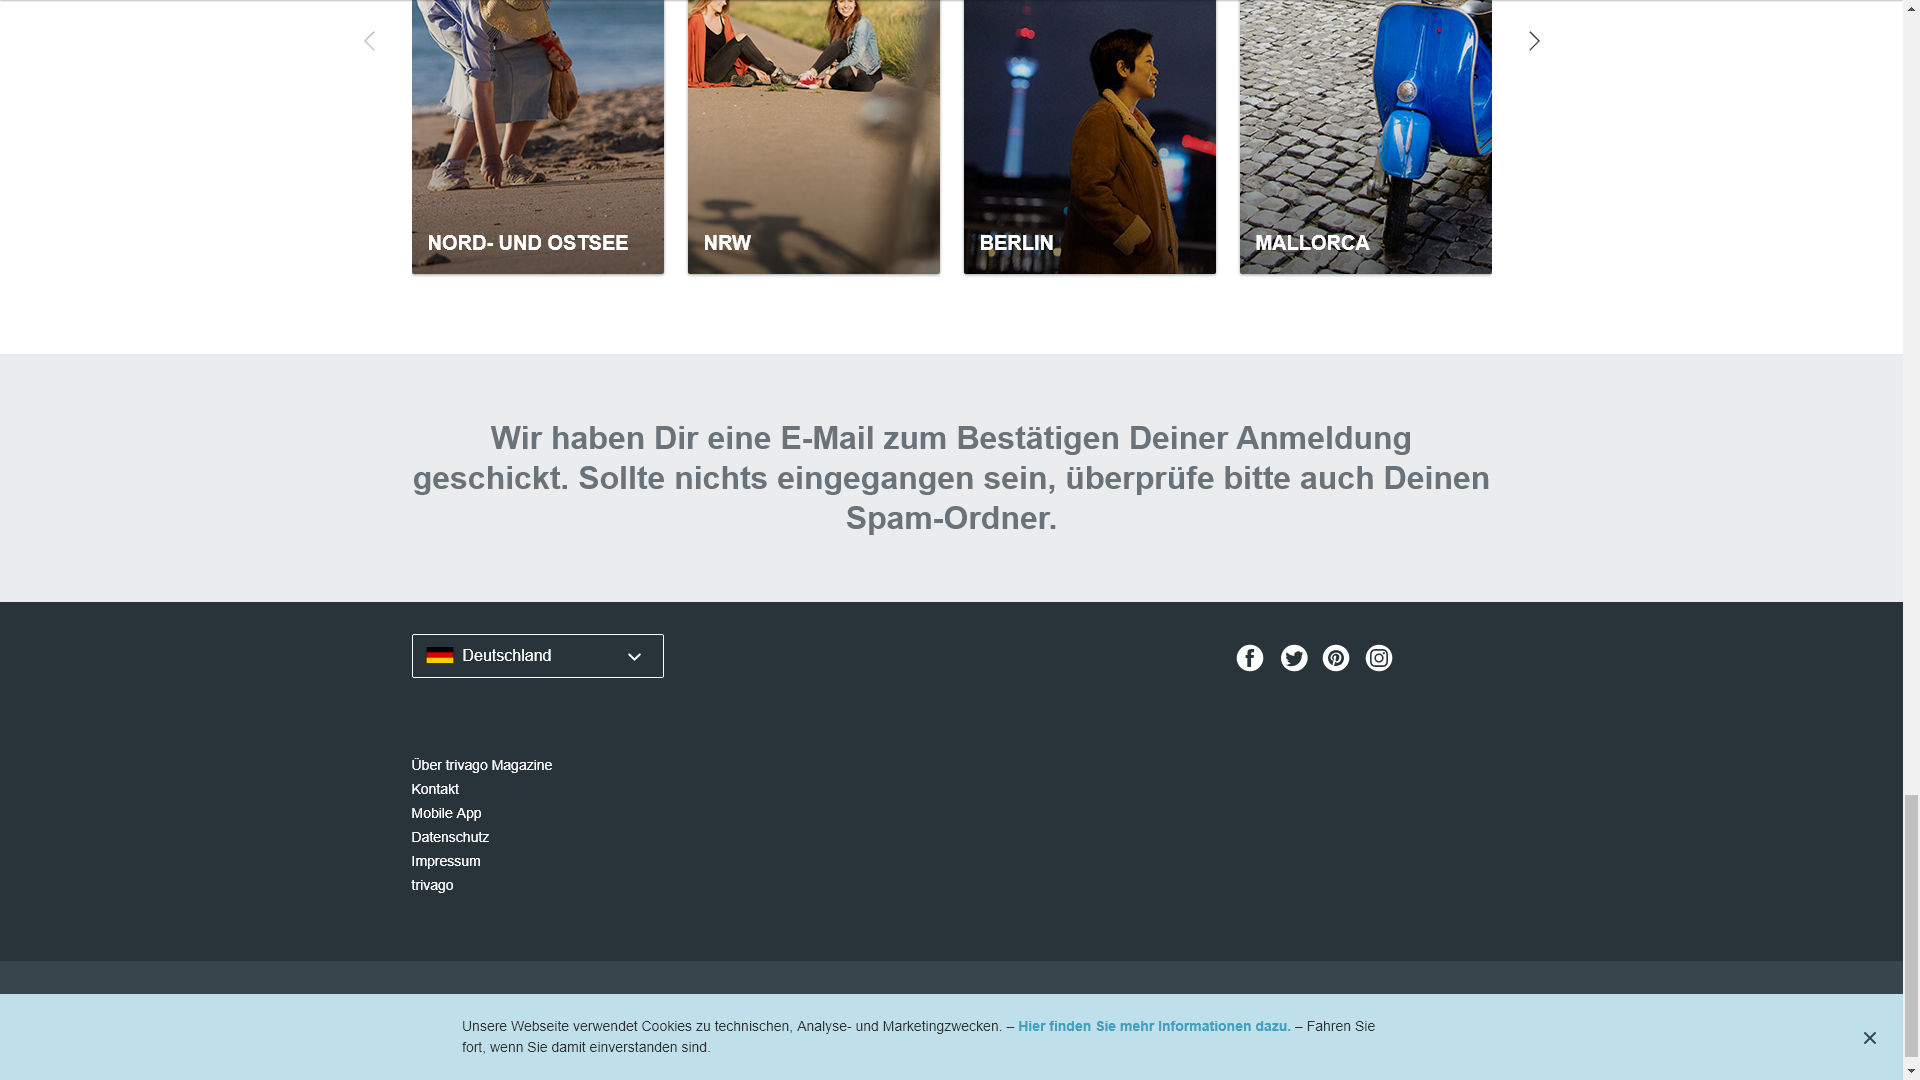 NORD- UND OSTSEE
NRW
BERLIN
MALLORCA
Wir haben Dir eine E-Mail zum Bestätigen Deiner Anmeldung
geschickt. Sollte nichts eingegangen sein, überprüfe bitte auch Deinen
Spam-Ordner.
Deutschland
Über trivago Magazine
Kontakt
Mobile App
Datenschutz
Impressum
trivago
Unsere Webseite verwendet Cookies zu technischen, Analyse- und Marketingzwecken. – Hier finden Sie mehr Informationen dazu. – Fahren Sie
fort, wenn Sie damit einverstanden sind.